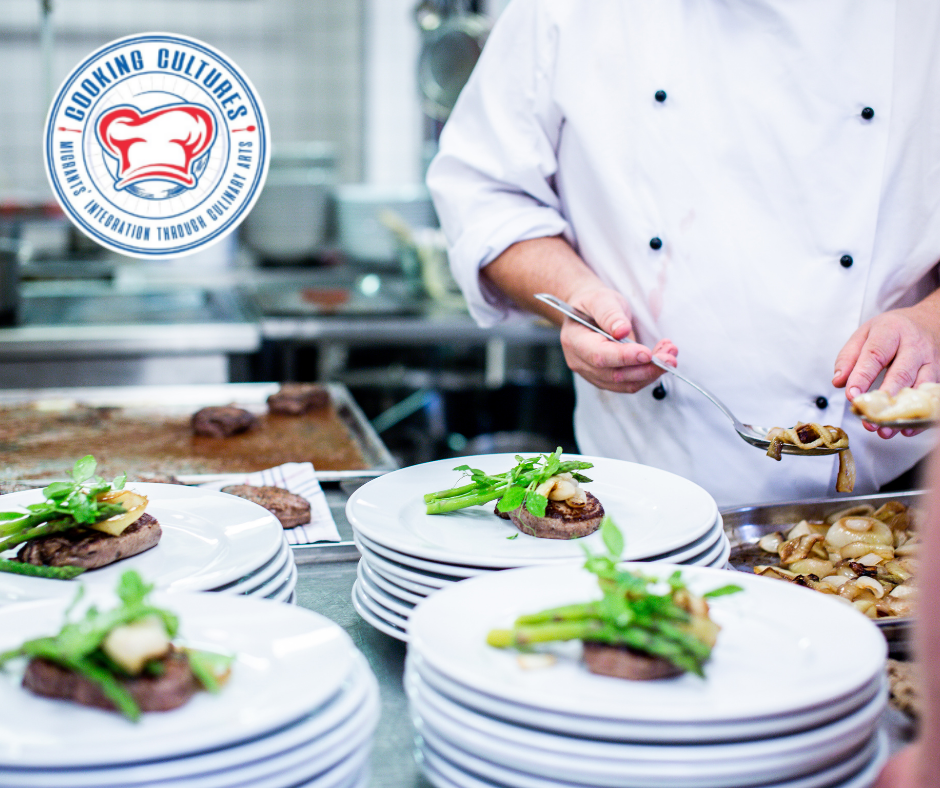 COOKING CULTURES
MIGRANTS' INTEGRATION THROUGH CULINARY ARTS